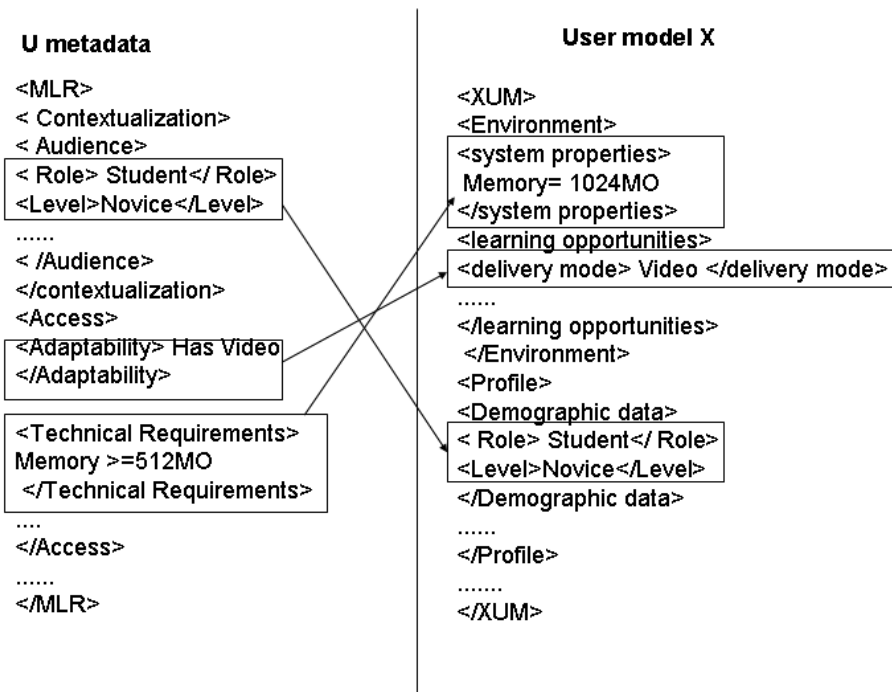 U metadata
<MLR>
< Contextualization>
< Audience>
< Role> Student</ Role>
<Level>Novice</Level>
......
< /Audience>
</contextualization>
<Access>
<Adaptability> Has Video
</Adaptability>
<Technical Requirements>
Memory >=512MO
</Technical Requirements>
....
</Access>
......
</MLR>
User model X
<XUM>
<Environment>
<system properties>
Memory= 1024MO
</system properties>
<learning opportunities>
<delivery mode> Video </delivery mode>
......
</learning opportunities>
</Environment>
<Profile>
<Demographic data>
< Role> Student</ Role>
<Level>Novice</Level>
</Demographic data>
......
</Profile>
.......
</XUM>